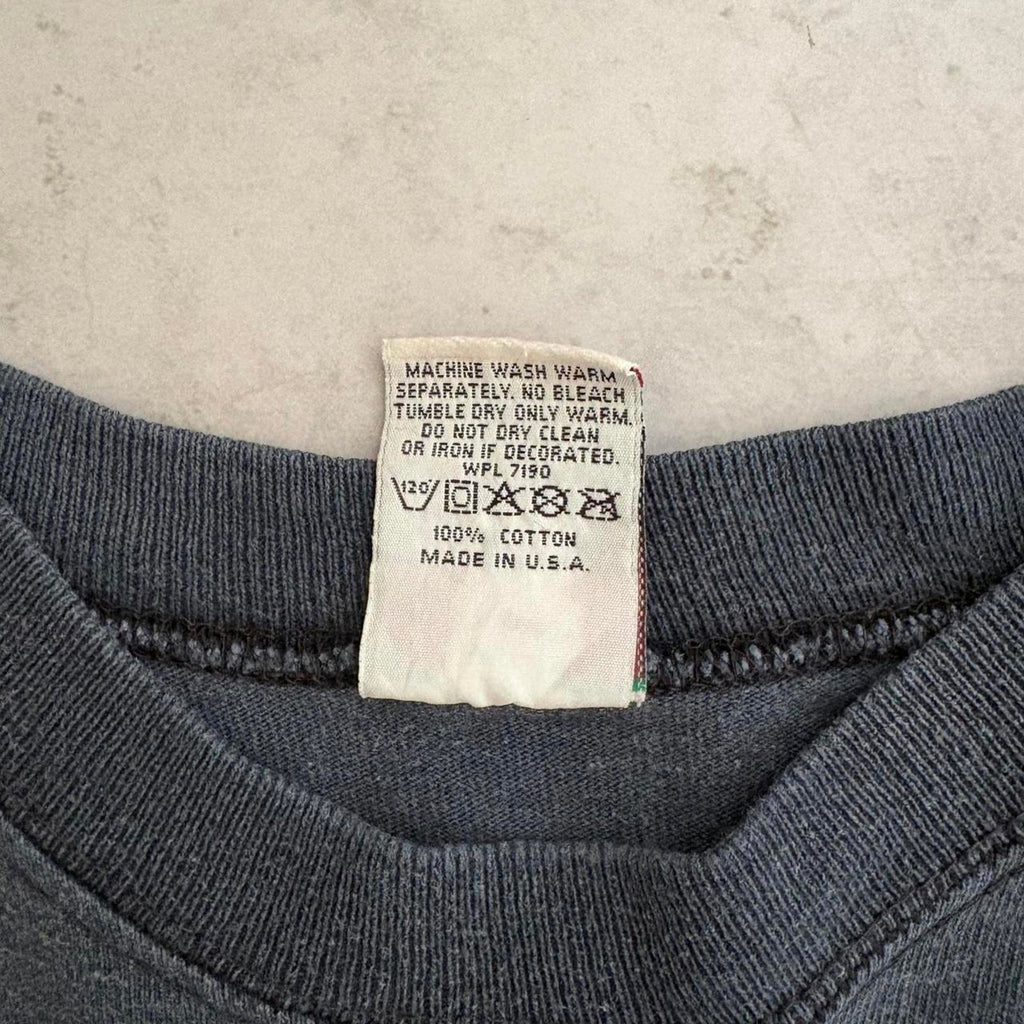 MACHINE WASH WARM
SEPARATELY. NO BLEACH
TUMBLE DRY ONLY WARM.
DO NOT DRY CLEAN
OR IRON IF DECORATED.
WPL 7190
120°
100% COTTON
MADE IN U.S.A.